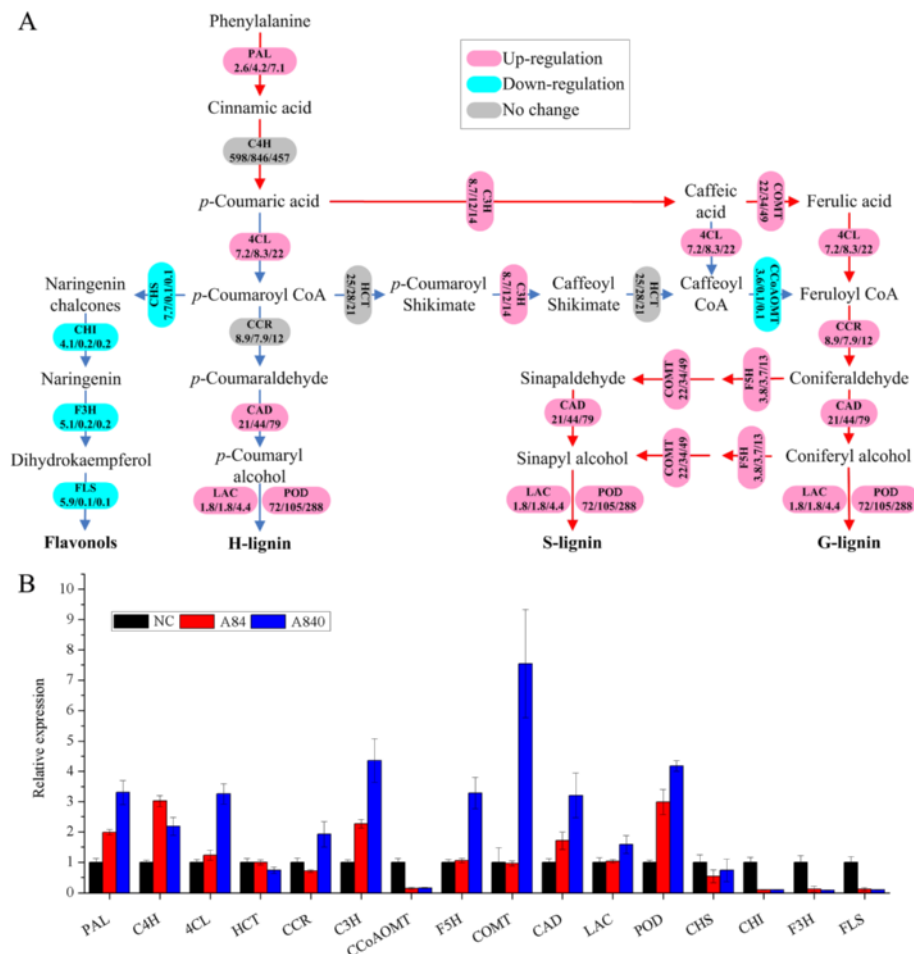 A
Phenylalanine
PAL
2.6/4.2/7.1
Cinnamic acid
C4H
598/846/457
Up-regulation
Down-regulation
No change
p-Coumaric acid
C3H
8.7/12/14
Caffeic
acid
COMT
22/34/49
Ferulic acid
4CL
7.2/8.3/22
4CL
7.2/8.3/22
4CL
7.2/8.3/22
Naringenin
chalcones
CHS
p-Coumaroyl CoA
HCT
25/28/21
p-Coumaroyl
Shikimate
C3H
8.7/12/14
Caffeoyl
Shikimate
HCT
25/28/21
Caffeoyl
CoA
CCoAOMT
3.6/0.1/0.1
Feruloyl CoA
CHI
4.1/0.2/0.2
CCR
8.9/7.9/12
CCR
8.9/7.9/12
Naringenin
p-Coumaraldehyde
Sinapaldehyde
COMT
22/34/49
F5H
3.8/3.7/13
Coniferaldehyde
F3H
5.1/0.2/0.2
CAD
21/44/79
CAD
21/44/79
CAD
21/44/79
Dihydrokaempferol
p-Coumaryl
alcohol
Sinapyl alcohol
COMT
22/34/49
F5H
3.8/3.7/13
Coniferyl alcohol
FLS
5.9/0.1/0.1
LAC
1.8/1.8/4.4
POD
72/105/288
LAC
1.8/1.8/4.4
POD
72/105/288
LAC
1.8/1.8/4.4
POD
72/105/288
Flavonols
H-lignin
S-lignin
G-lignin
B
NC A84 A840
Relative expression
10
9
8
7
6
5
4
3
2
1
0
PAL C4H 4CL HCT CCR C3H CCoAOMT F5H COMT CAD LAC POD CHS CHI F3H FLS